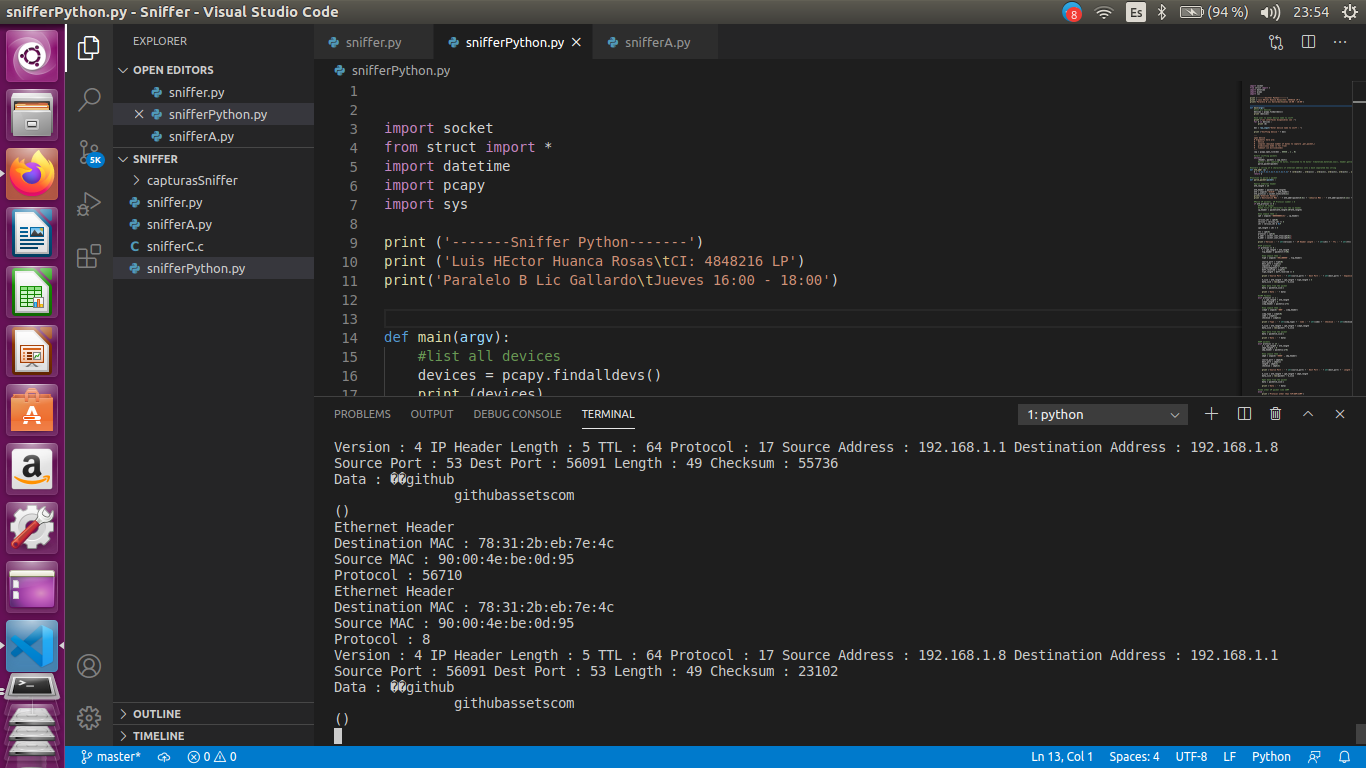 snifferPython.py - Sniffer - Visual Studio Code
8
Es
(94 %)
23:54
EXPLORER
OPEN EDITORS
sniffer.py
snifferPython.py
snifferA.py
SNIFFER
capturasSniffer
sniffer.py
snifferA.py
C snifferC.c
snifferPython.py
OUTLINE
TIMELINE
5K
sniffer.py
snifferPython.py
snifferA.py
snifferPython.py
1
2
3 import socket
4 from struct import *
5 import datetime
6 import pcapy
7 import sys
8
9 print ('-------Sniffer Python-------')
10 print ('Luis HEctor Huanca Rosas\tCI: 4848216 LP')
11 print('Paralelo B Lic Gallardo\tJueves 16:00 - 18:00')
12
13
14 def main(argv):
15 #list all devices
16 devices = pcapy.findalldevs()
17 print (devices)
PROBLEMS
OUTPUT
DEBUG CONSOLE
TERMINAL
1: python
Version : 4 IP Header Length : 5 TTL : 64 Protocol : 17 Source Address : 192.168.1.1 Destination Address : 192.168.1.8
Source Port : 53 Dest Port : 56091 Length : 49 Checksum : 55736
Data : ��github
githubassetscom
()
Ethernet Header
Destination MAC : 78:31:2b:eb:7e:4c
Source MAC : 90:00:4e:be:0d:95
Protocol : 56710
Ethernet Header
Destination MAC : 78:31:2b:eb:7e:4c
Source MAC : 90:00:4e:be:0d:95
Protocol : 8
Version : 4 IP Header Length : 5 TTL : 64 Protocol : 17 Source Address : 192.168.1.8 Destination Address : 192.168.1.1
Source Port : 56091 Dest Port : 53 Length : 49 Checksum : 23102
Data : ��github
githubassetscom
()
master*
0
0
Ln 13, Col 1
Spaces: 4
UTF-8
LF
Python